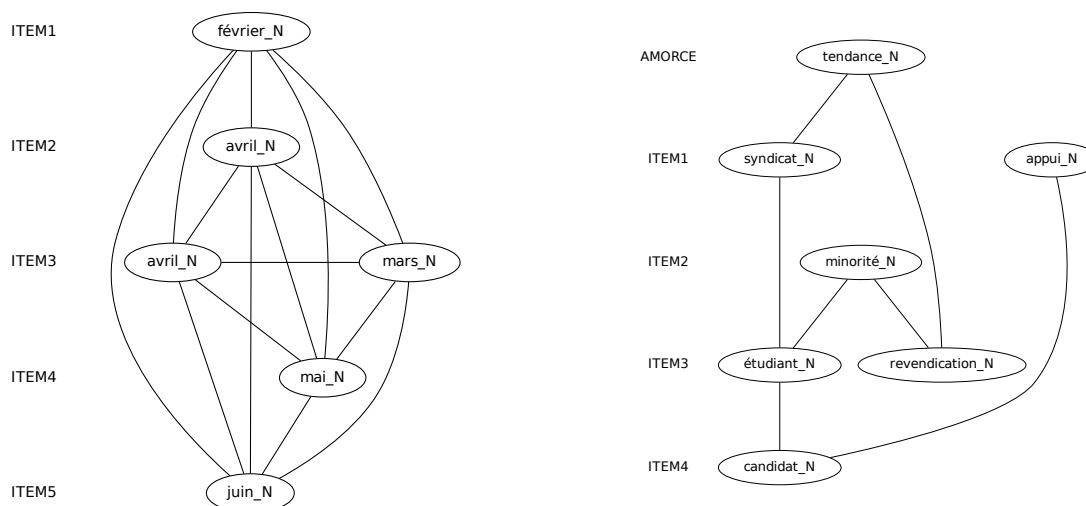 ITEM1 février_N
ITEM2 avril_N
ITEM3 avril_N mars_N
ITEM4 mai_N
ITEM5 juin_N
AMORCE tendance_N
ITEM1 syndicat_N appui_N
ITEM2 minorité_N
ITEM3 étudiant_N revendication_N
ITEM4 candidat_N